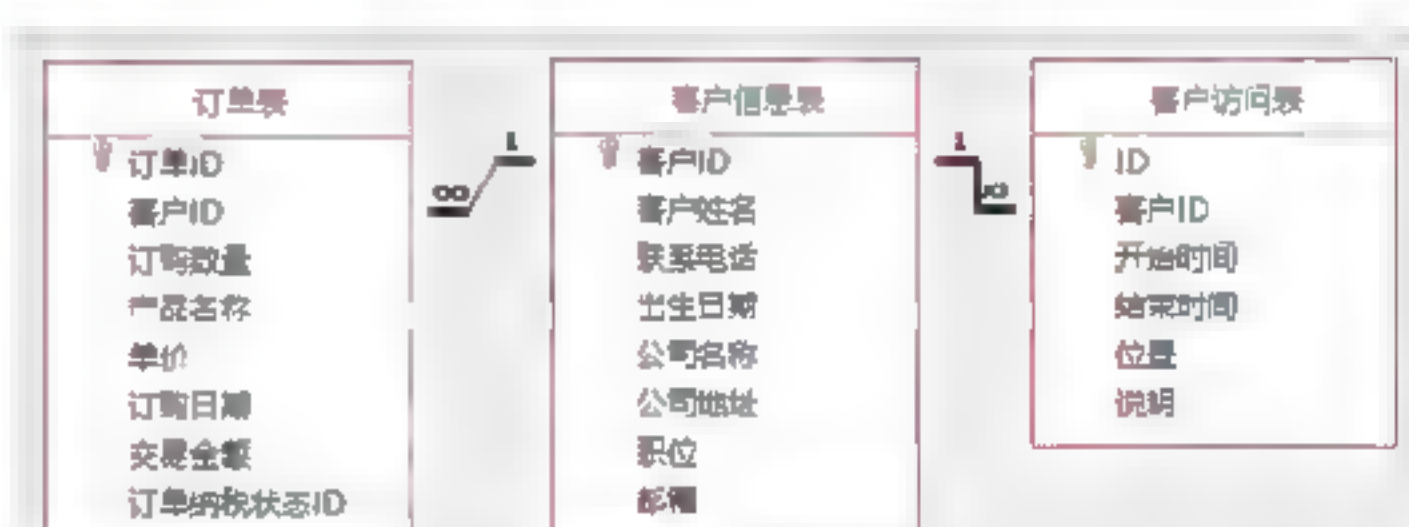 订单表
订单ID
客户ID
订购数量
产品名称
单价
订购日期
交易金额
订单纳税状态ID
1
∞
客户信息表
客户ID
客户姓名
联系电话
出生日期
公司名称
公司地址
职位
邮编
1
∞
客户访问表
ID
客户ID
开始时间
结束时间
位置
说明